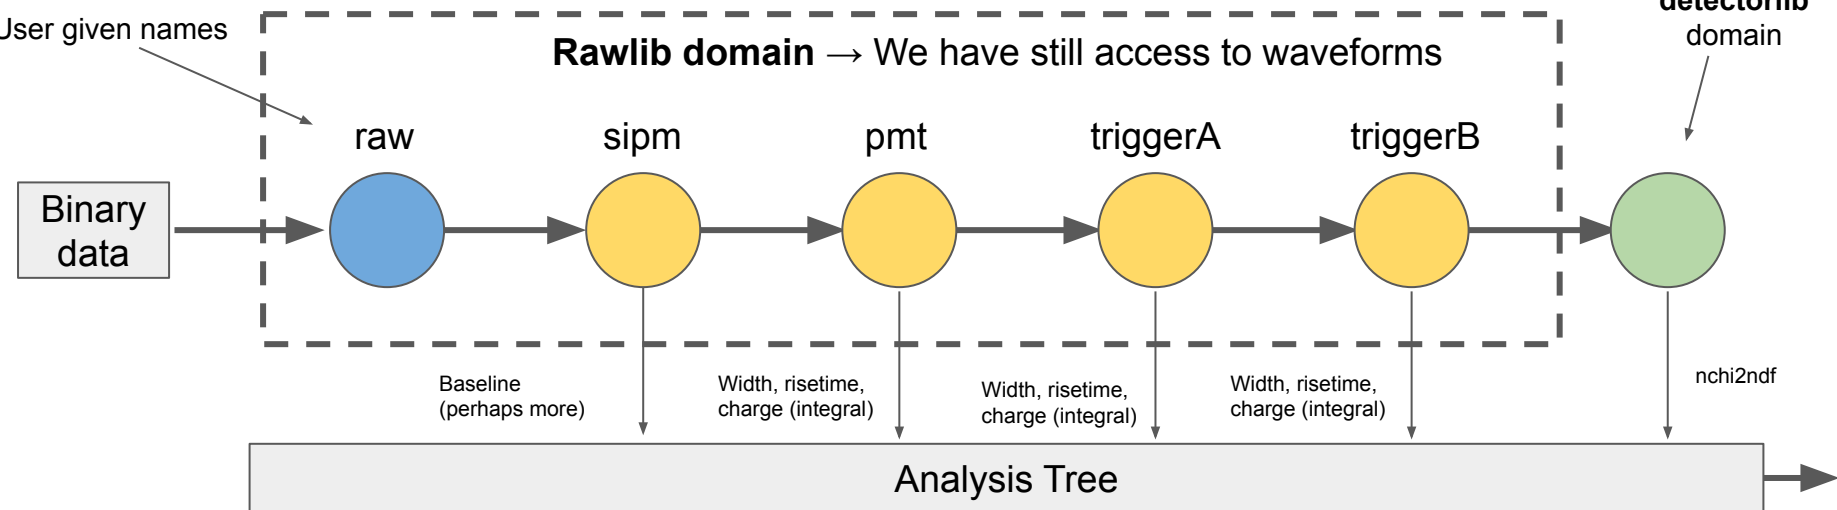 User given names
Rawlib domain → We have still access to waveforms
detectorlib
domain
raw
sipm
pmt
triggerA
triggerB
Binary
data
Baseline
(perhaps more)
Width, risetime,
charge (integral)
Width, risetime,
charge (integral)
Width, risetime,
charge (integral)
nchi2ndf
Analysis Tree